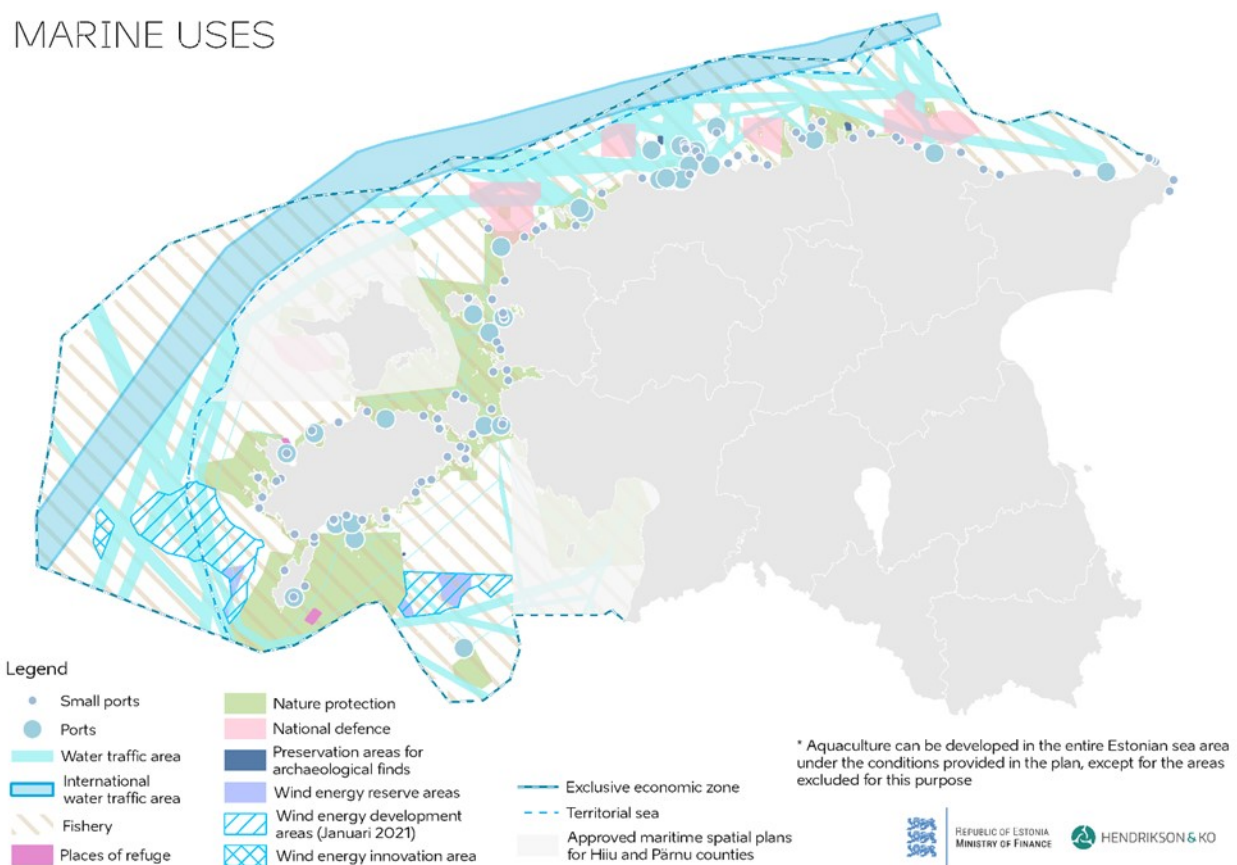 MARINE USES
Legend
Small ports
Ports
Water traffic area
International
water traffic area
Fishery
Places of refuge
Nature protection
National defence
Preservation areas for
archaeological finds
Wind energy reserve areas
Wind energy development
areas (Januari 2021)
Wind energy innovation area
Exclusive economic zone
Territorial sea
Approved maritime spatial plans
for Hiiu and Pärnu counties
* Aquaculture can be developed in the entire Estonian sea area
under the conditions provided in the plan, except for the areas
excluded for this purpose
REPUBLIC OF ESTONIA
MINISTRY OF FINANCE
HENDRIKSON & KO